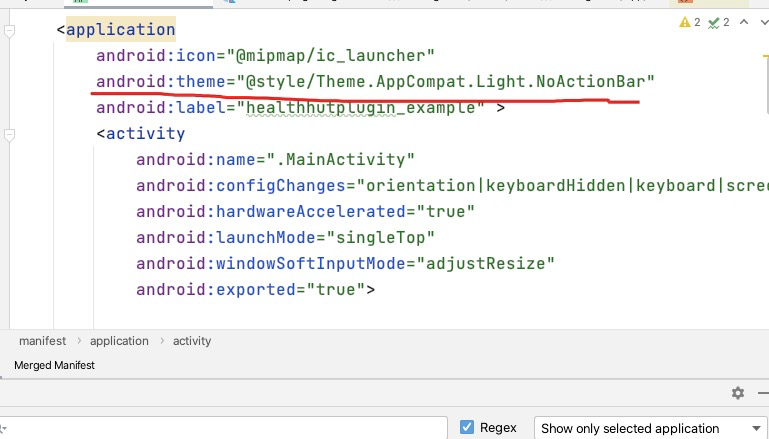 <application
2 2
android:icon="@mipmap/ic_launcher"
android:theme="@style/Theme.AppCompat.Light.NoActionBar"
android:label="healthhutplugin_example" >
<activity
android:name=".MainActivity"
android:configChanges="orientation|keyboardHidden|keyboard|scree
android:hardwareAccelerated="true"
android:launchMode="singleTop"
android:windowSoftInputMode="adjustResize"
android:exported="true">
manifest > application > activity
Merged Manifest
Regex Show only selected application